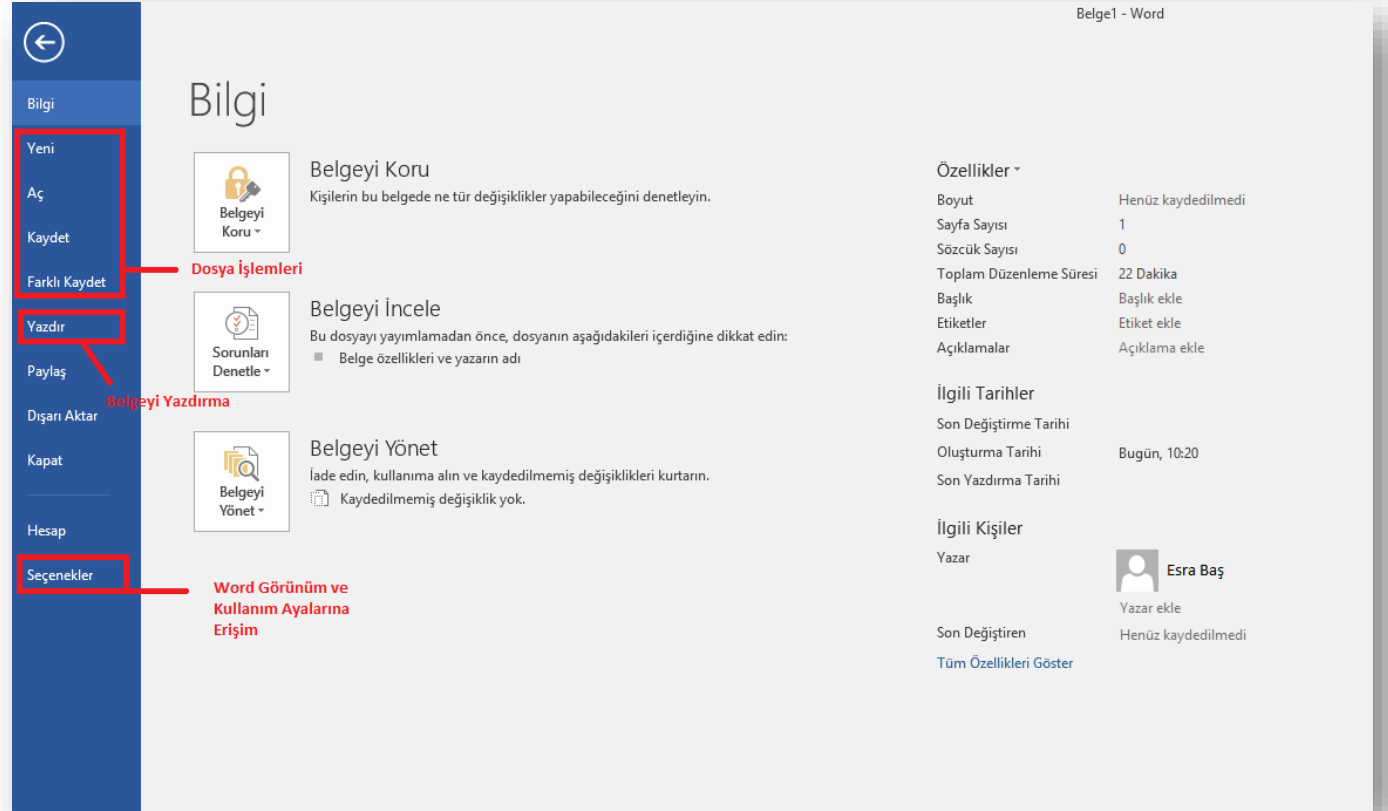 Belge1 - Word
Bilgi
Yeni
Aç
Kaydet
Farklı Kaydet
Yazdır
Paylaş
Dışarı Aktar
Kapat
Hesap
Seçenekler
Dosya İşlemleri
Belgeyi Yazdırma
Word Görünüm ve
Kullanım Ayalarına
Erişim
Bilgi
Belgeyi
Koru
Belgeyi Koru
Kişilerin bu belgede ne tür değişiklikler yapabileceğini denetleyin.
Sorunları
Denetle
Belgeyi İncele
Bu dosyayı yayımlamadan önce, dosyanın aşağıdakileri içerdiğine dikkat edin:
Belge özellikleri ve yazarın adı
Belgeyi
Yönet
Belgeyi Yönet
İade edin, kullanıma alın ve kaydedilmemiş değişiklikleri kurtarın.
Kaydedilmemiş değişiklik yok.
Özellikler
Boyut Henüz kaydedilmedi
Sayfa Sayısı 1
Sözcük Sayısı 0
Toplam Düzenleme Süresi 22 Dakika
Başlık Başlık ekle
Etiketler Etiket ekle
Açıklamalar Açıklama ekle
İlgili Tarihler
Son Değiştirme Tarihi
Oluşturma Tarihi Bugün, 10:20
Son Yazdırma Tarihi
İlgili Kişiler
Yazar Esra Baş
Yazar ekle
Son Değiştiren Henüz kaydedilmedi
Tüm Özellikleri Göster